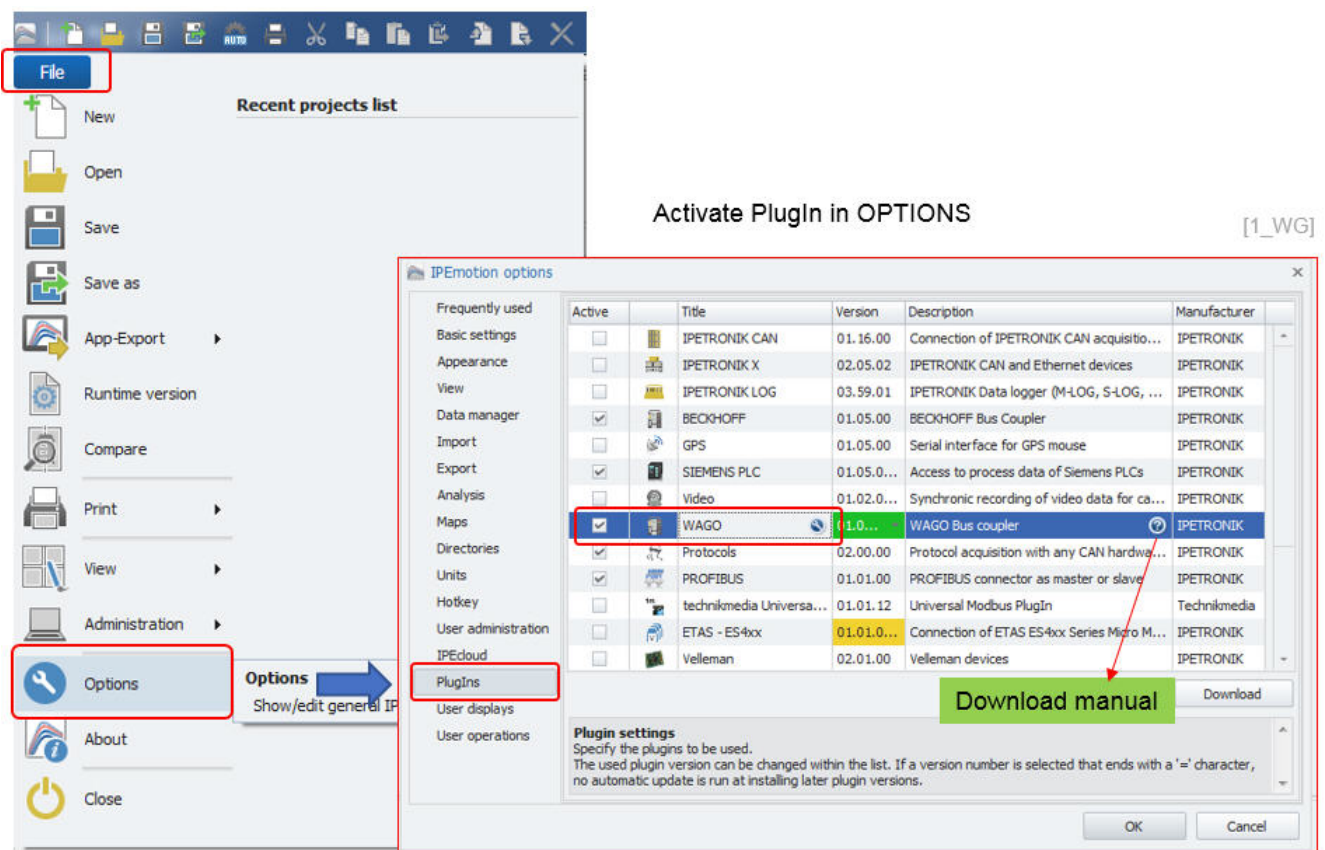 AUTO
File
Recent projects list
New
Open
Save
Save as
App-Export
Runtime version
Compare
Print
View
Administration
Options
Options
Show/edit general IP
About
Close
Activate PlugIn in OPTIONS
[1_WG]
IPEmotion options
Frequently used
Basic settings
Appearance
View
Data manager
Import
Export
Analysis
Maps
Directories
Units
Hotkey
User administration
IPEcloud
PlugIns
User displays
User operations
Active Title Version Description Manufacturer
IPETRONIK CAN 01.16.00 Connection of IPETRONIK CAN acquisitio... IPETRONIK
IPETRONIK X 02.05.02 IPETRONIK CAN and Ethernet devices IPETRONIK
IPETRONIK LOG 03.59.01 IPETRONIK Data logger (M-LOG, S-LOG, ... IPETRONIK
BECKHOFF 01.05.00 BECKHOFF Bus Coupler IPETRONIK
GPS 01.05.00 Serial interface for GPS mouse IPETRONIK
SIEMENS PLC 01.05.0... Access to process data of Siemens PLCs IPETRONIK
Video 01.02.0... Synchronic recording of video data for ca... IPETRONIK
WAGO 01.0... WAGO Bus coupler IPETRONIK
Protocols 02.00.00 Protocol acquisition with any CAN hardwa... IPETRONIK
PROFIBUS 01.01.00 PROFIBUS connector as master or slave IPETRONIK
technikmedia Universa... 01.01.12 Universal Modbus PlugIn Technikmedia
ETAS - ES4xx 01.01.0... Connection of ETAS ES4xx Series Micro M... IPETRONIK
Velleman 02.01.00 Velleman devices IPETRONIK
Download manual
Download
Plugin settings
Specify the plugins to be used.
The used plugin version can be changed within the list. If a version number is selected that ends with a '=' character,
no automatic update is run at installing later plugin versions.
OK
Cancel